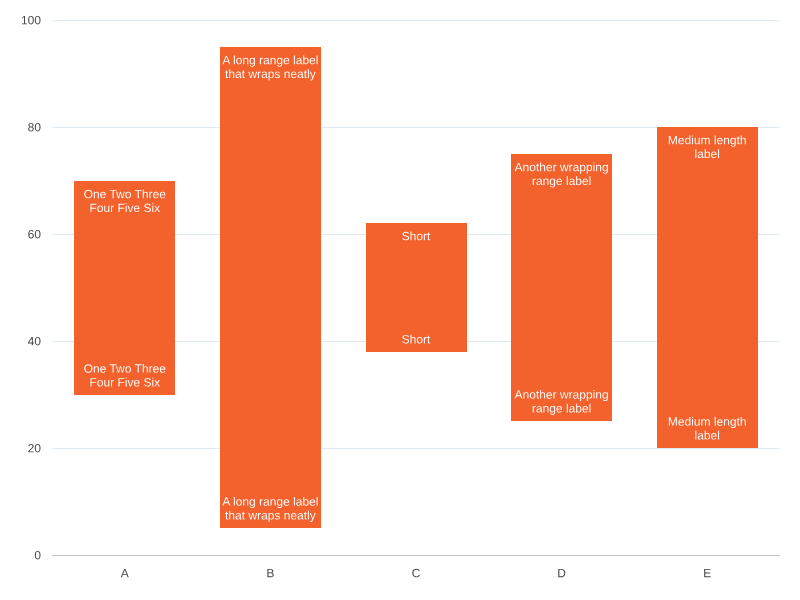 100
80
60
40
20
0
One Two Three
Four Five Six
One Two Three
Four Five Six
A long range label
that wraps neatly
A long range label
that wraps neatly
Short
Short
Another wrapping
range label
Another wrapping
range label
Medium length
label
Medium length
label
A
B
C
D
E